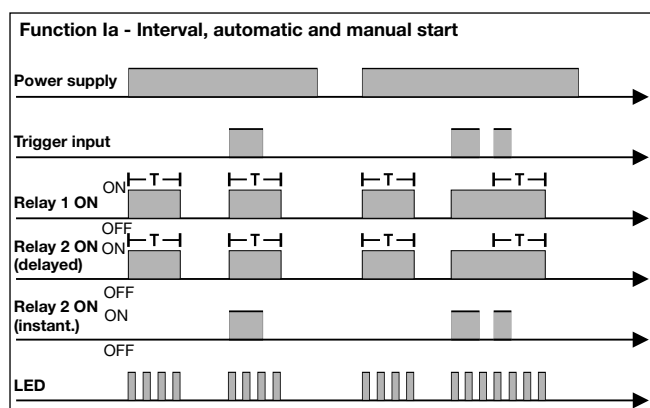 Function Ia - Interval, automatic and manual start
Power supply
Trigger input
ON T T T T
Relay 1 ON
OFF
Relay 2 ON ON T T T T
(delayed)
OFF
Relay 2 ON
ON
(instant.)
OFF
LED